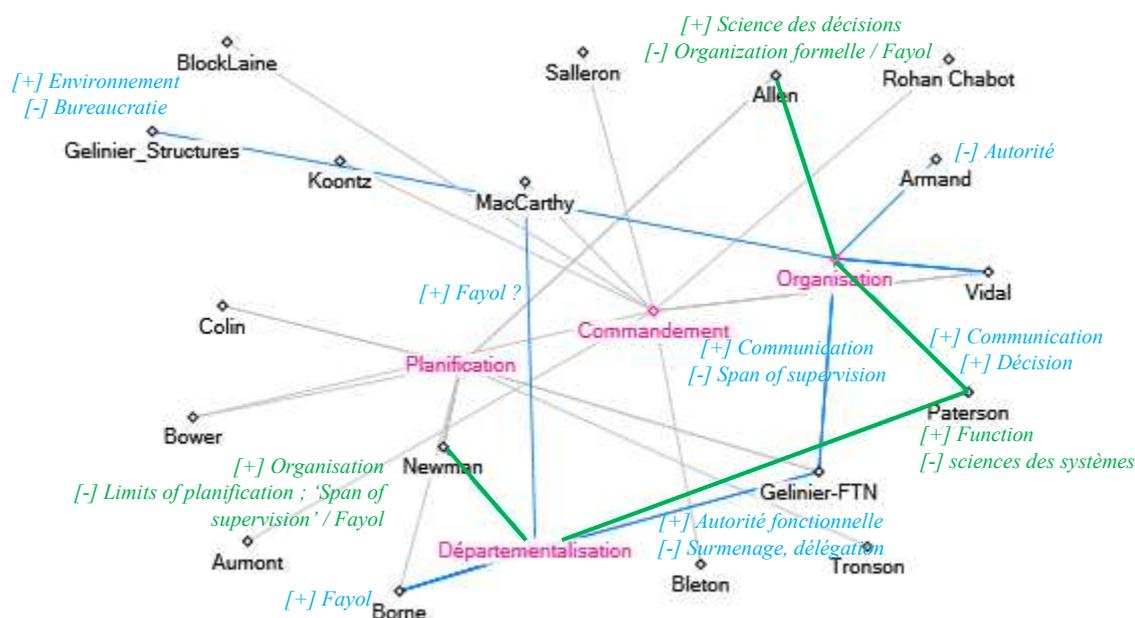 [+] Science des décisions
[-] Organization formelle / Fayol
BlockLaine
Salleron
Rohan Chabot
[+] Environnement
[-] Bureaucratie
Allen
Gelinier_Structures
Koontz
MacCarthy
[-] Autorité
Armand
Organisation
Vidal
[+] Fayol ?
Colin
Commandement
[+] Communication
[-] Span of supervision
[+] Communication
[+] Décision
Planification
Paterson
Bower
[+] Function
[-] sciences des systèmes
Newman
[+] Organisation
[-] Limits of planification ; ‘Span of
supervision’ / Fayol
Gelinier-FTN
[+] Autorité fonctionnelle
[-] Surmenage, délégation
Départementalisation
Aumont
Tronson
Bleton
[+] Fayol
Borne